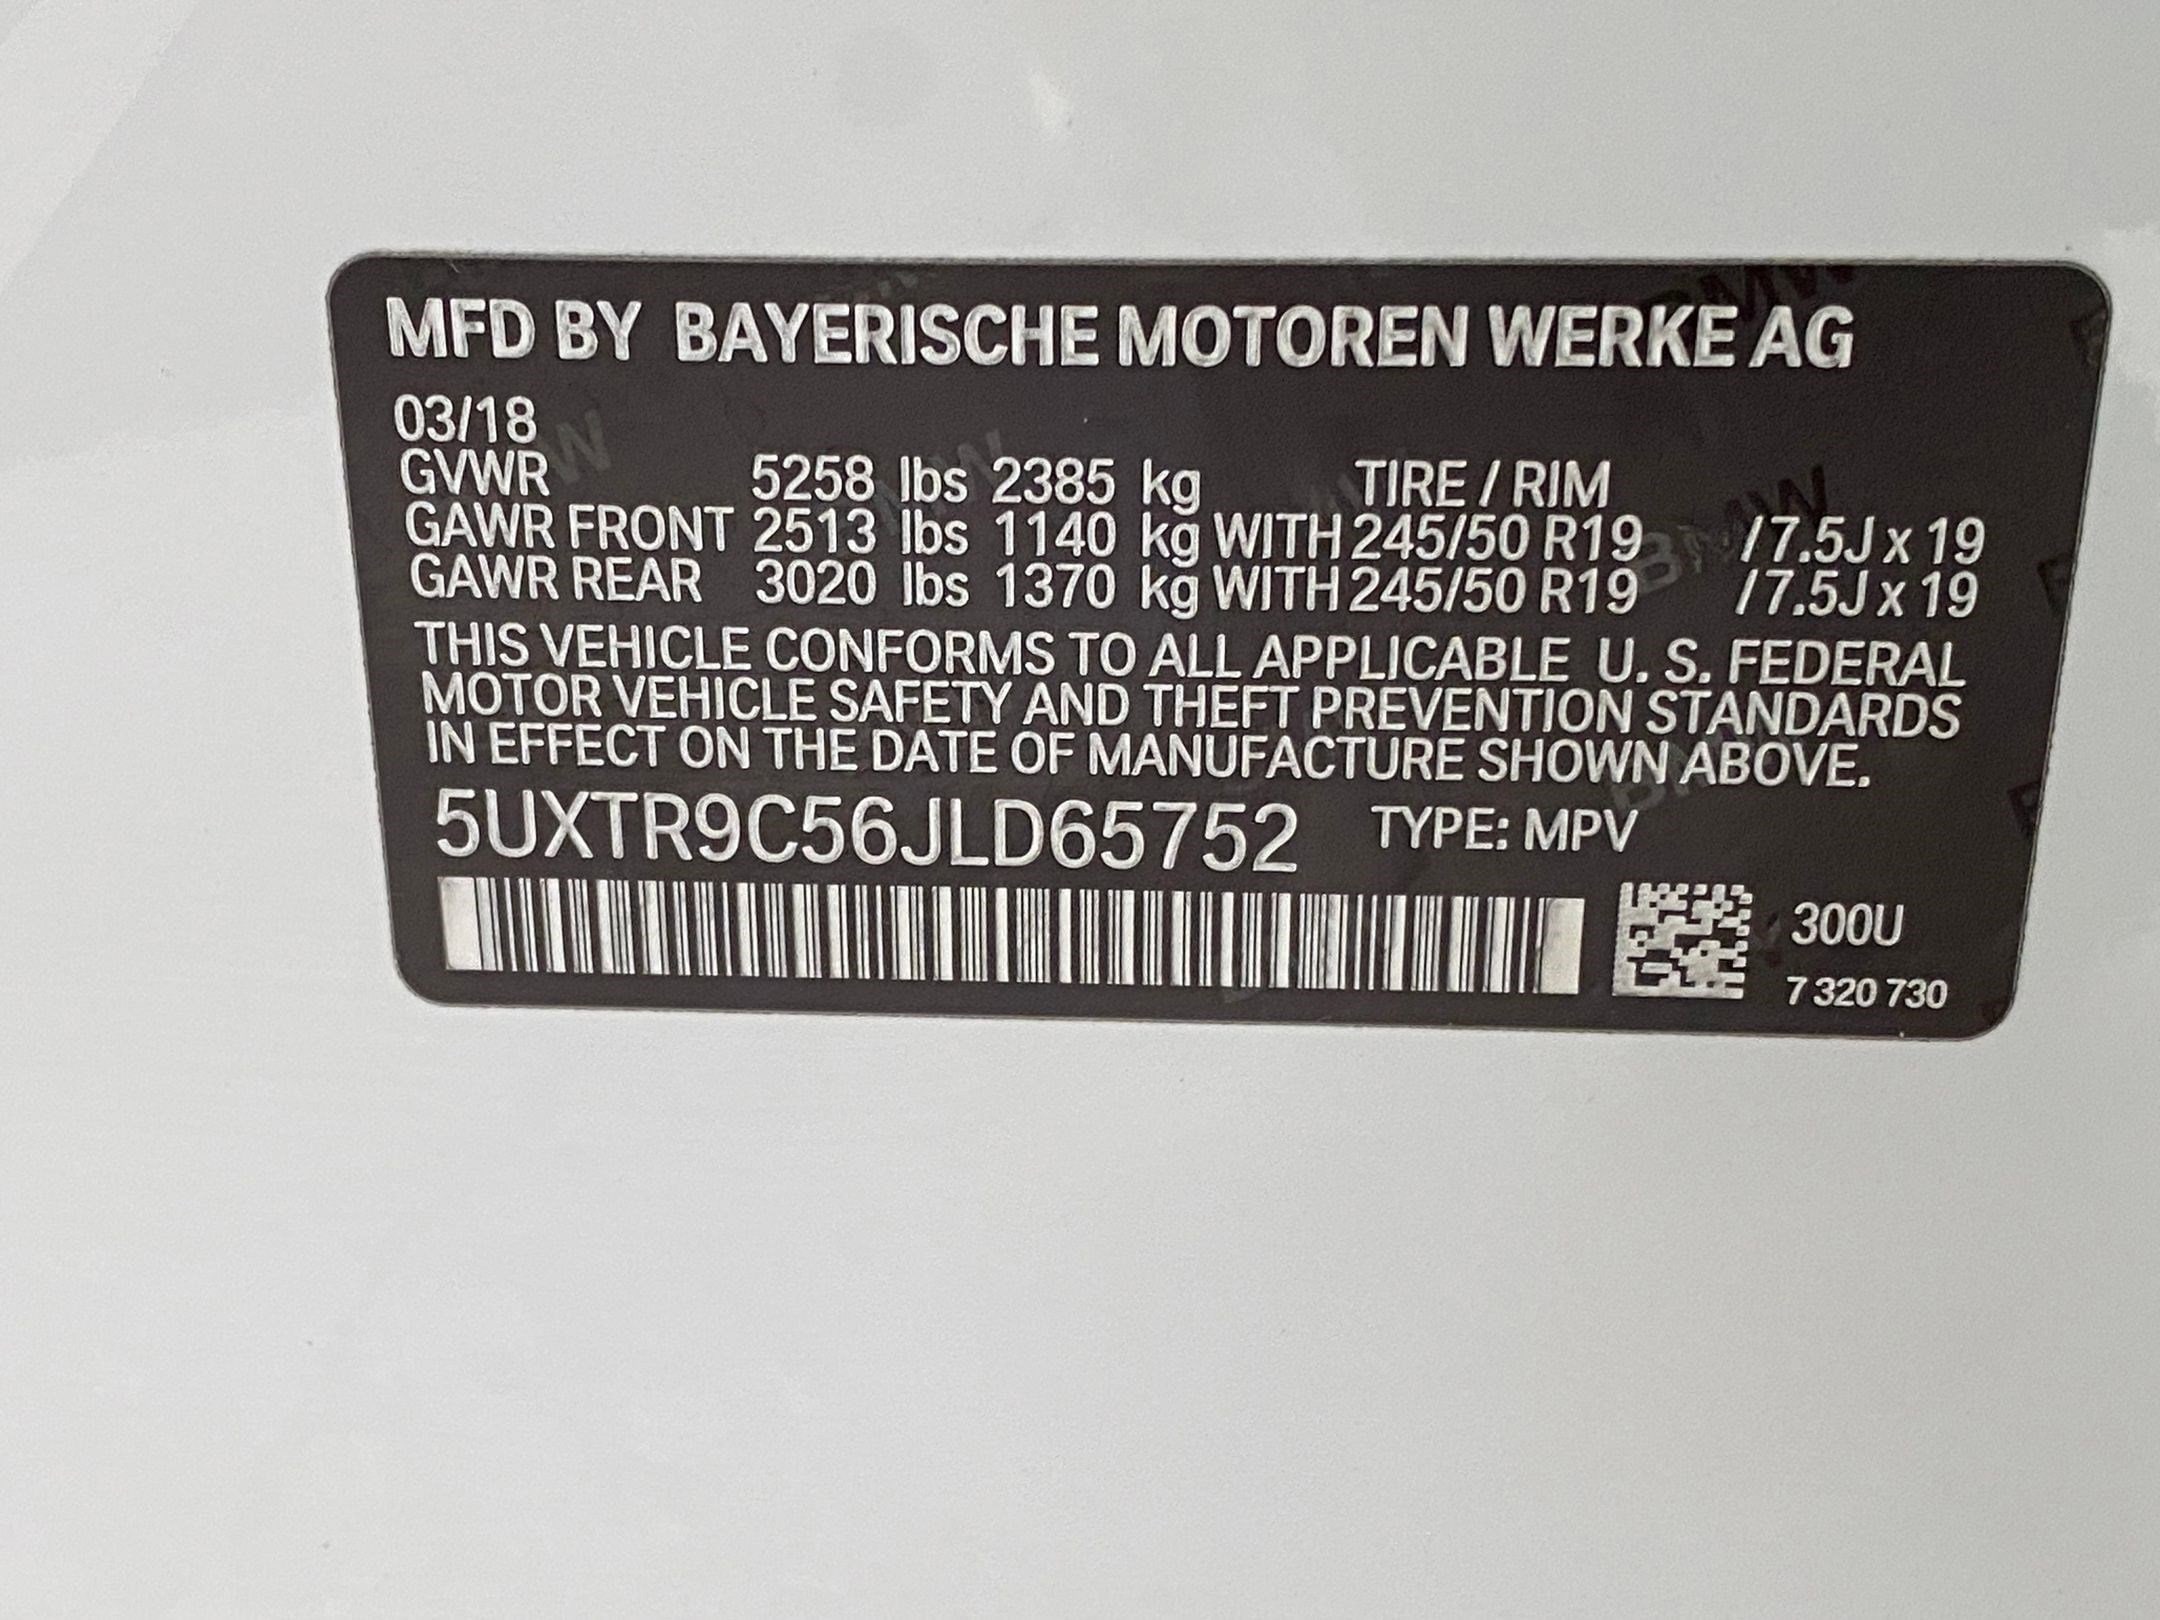 MFD BY BAYERISCHE MOTOREN WERKE AG
03/18
GVWR 5258 lbs 2385 kg TIRE / RIM
GAWR FRONT 2513 lbs 1140 kg WITH 245/50 R19 /7.5J x 19
GAWR REAR 3020 lbs 1370 kg WITH 245/50 R19 /7.5J x 19
THIS VEHICLE CONFORMS TO ALL APPLICABLE U. S. FEDERAL
MOTOR VEHICLE SAFETY AND THEFT PREVENTION STANDARDS
IN EFFECT ON THE DATE OF MANUFACTURE SHOWN ABOVE.
5UXTR9C56JLD65752 TYPE: MPV
300U
7 320 730